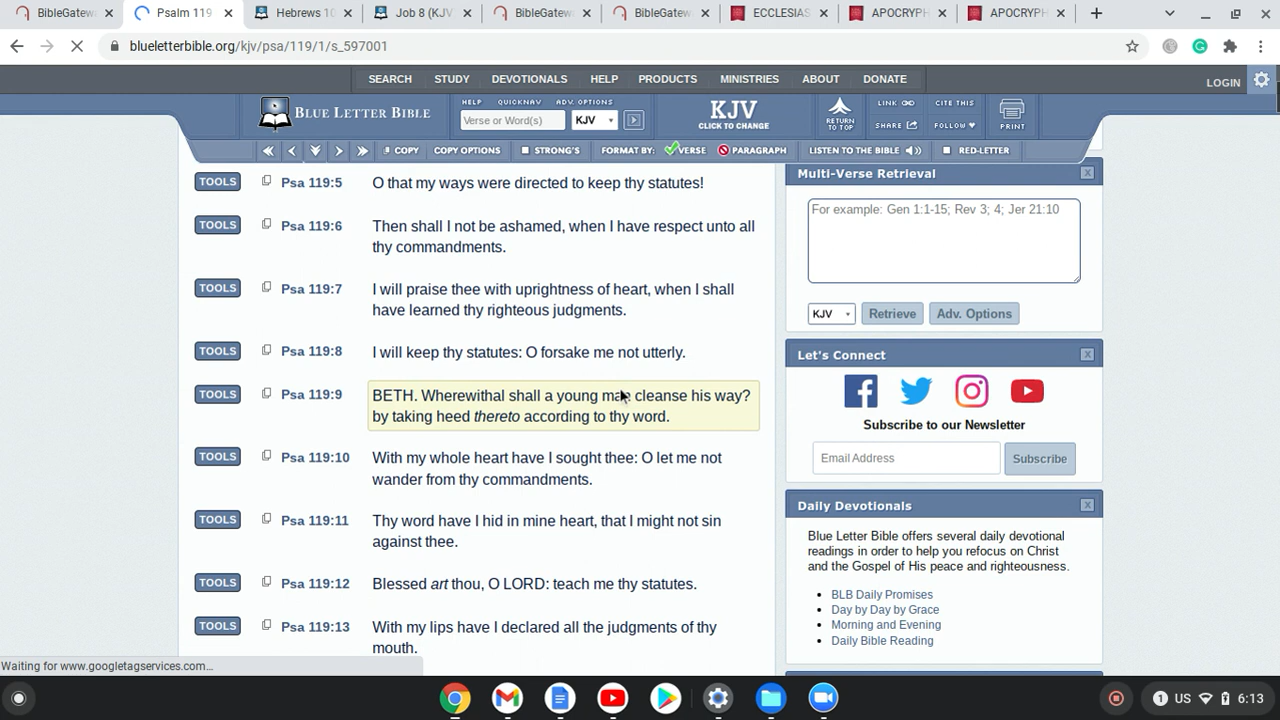 BibleGatew
Psalm 119
Hebrews 10
Job 8 (KJV
BibleGatew
BibleGatew
ECCLESIAS
APOCRYPH
APOCRYPH
blueletterbible.org/kjv/psa/119/1/s_597001
SEARCH STUDY DEVOTIONALS HELP PRODUCTS MINISTRIES ABOUT DONATE
LOGIN
BLUE LETTER BIBLE
HELP QUICKNAV ADV. OPTIONS
Verse or Word(s) KJV
KJV
CLICK TO CHANGE
RETURN
TO TOP
LINK CITE THIS
SHARE FOLLOW
PRINT
COPY COPY OPTIONS STRONG'S FORMAT BY: VERSE PARAGRAPH LISTEN TO THE BIBLE RED-LETTER
TOOLS Psa 119:5 O that my ways were directed to keep thy statutes!
TOOLS Psa 119:6 Then shall I not be ashamed, when I have respect unto all
thy commandments.
TOOLS Psa 119:7 I will praise thee with uprightness of heart, when I shall
have learned thy righteous judgments.
TOOLS Psa 119:8 I will keep thy statutes: O forsake me not utterly.
TOOLS Psa 119:9 BETH. Wherewithal shall a young man cleanse his way?
by taking heed thereto according to thy word.
TOOLS Psa 119:10 With my whole heart have I sought thee: O let me not
wander from thy commandments.
TOOLS Psa 119:11 Thy word have I hid in mine heart, that I might not sin
against thee.
TOOLS Psa 119:12 Blessed art thou, O LORD: teach me thy statutes.
TOOLS Psa 119:13 With my lips have I declared all the judgments of thy
mouth.
Multi-Verse Retrieval
For example: Gen 1:1-15; Rev 3; 4; Jer 21:10
KJV Retrieve Adv. Options
Let's Connect
Subscribe to our Newsletter
Email Address Subscribe
Daily Devotionals
Blue Letter Bible offers several daily devotional
readings in order to help you refocus on Christ
and the Gospel of His peace and righteousness.
BLB Daily Promises
Day by Day by Grace
Morning and Evening
Daily Bible Reading
Waiting for www.googletagservices.com...
1 US 6:13